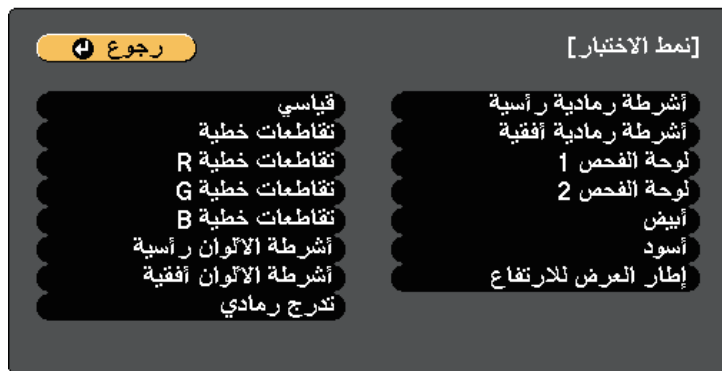 [نمط الاختبار]
رجوع
أشرطة رمادية رأسية
أشرطة رمادية أفقية
لوحة الفحص 1
لوحة الفحص 2
أبيض
أسود
إطار العرض للارتفاع
قياسي
تقاطعات خطية
تقاطعات خطية R
تقاطعات خطية G
تقاطعات خطية B
أشرطة الألوان رأسية
أشرطة الألوان أفقية
تدرج رمادي